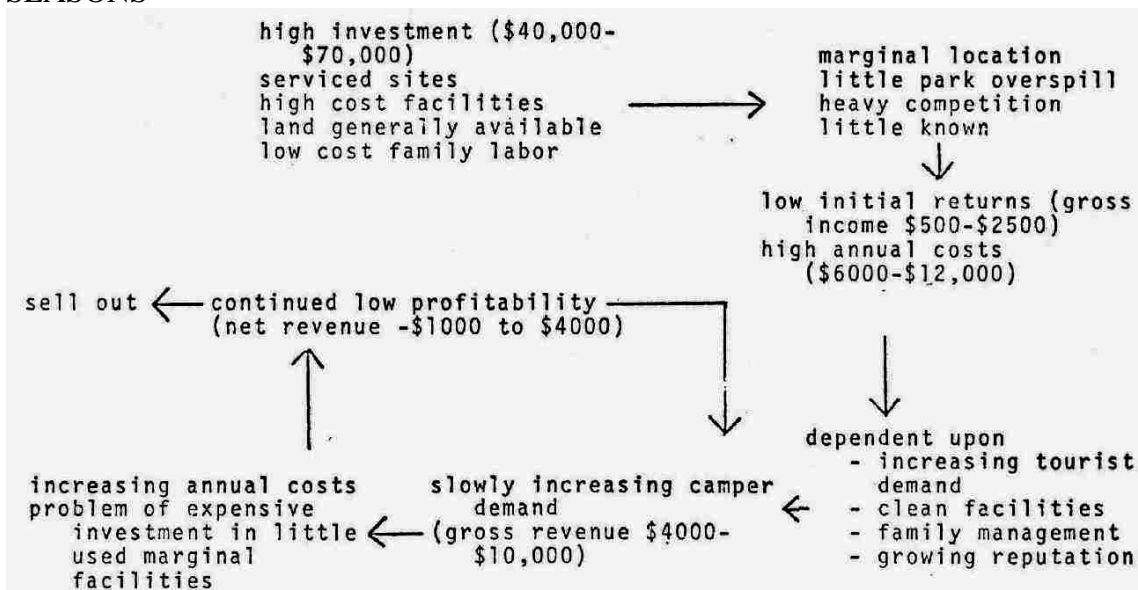 SEASONS
high investment ($40,000-
$70,000)
serviced sites
high cost facilities
land generally available
low cost family labor
marginal location
little park overspill
heavy competition
little known
low initial returns (gross
income $500-$2500)
high annual costs
($6000-$12,000)
sell out
continued low profitability
(net revenue -$1000 to $4000)
dependent upon
- increasing tourist
demand
- clean facilities
- family management
- growing reputation
slowly increasing camper
demand
(gross revenue $4000-
$10,000)
increasing annual costs
problem of expensive
investment in little
used marginal
facilities